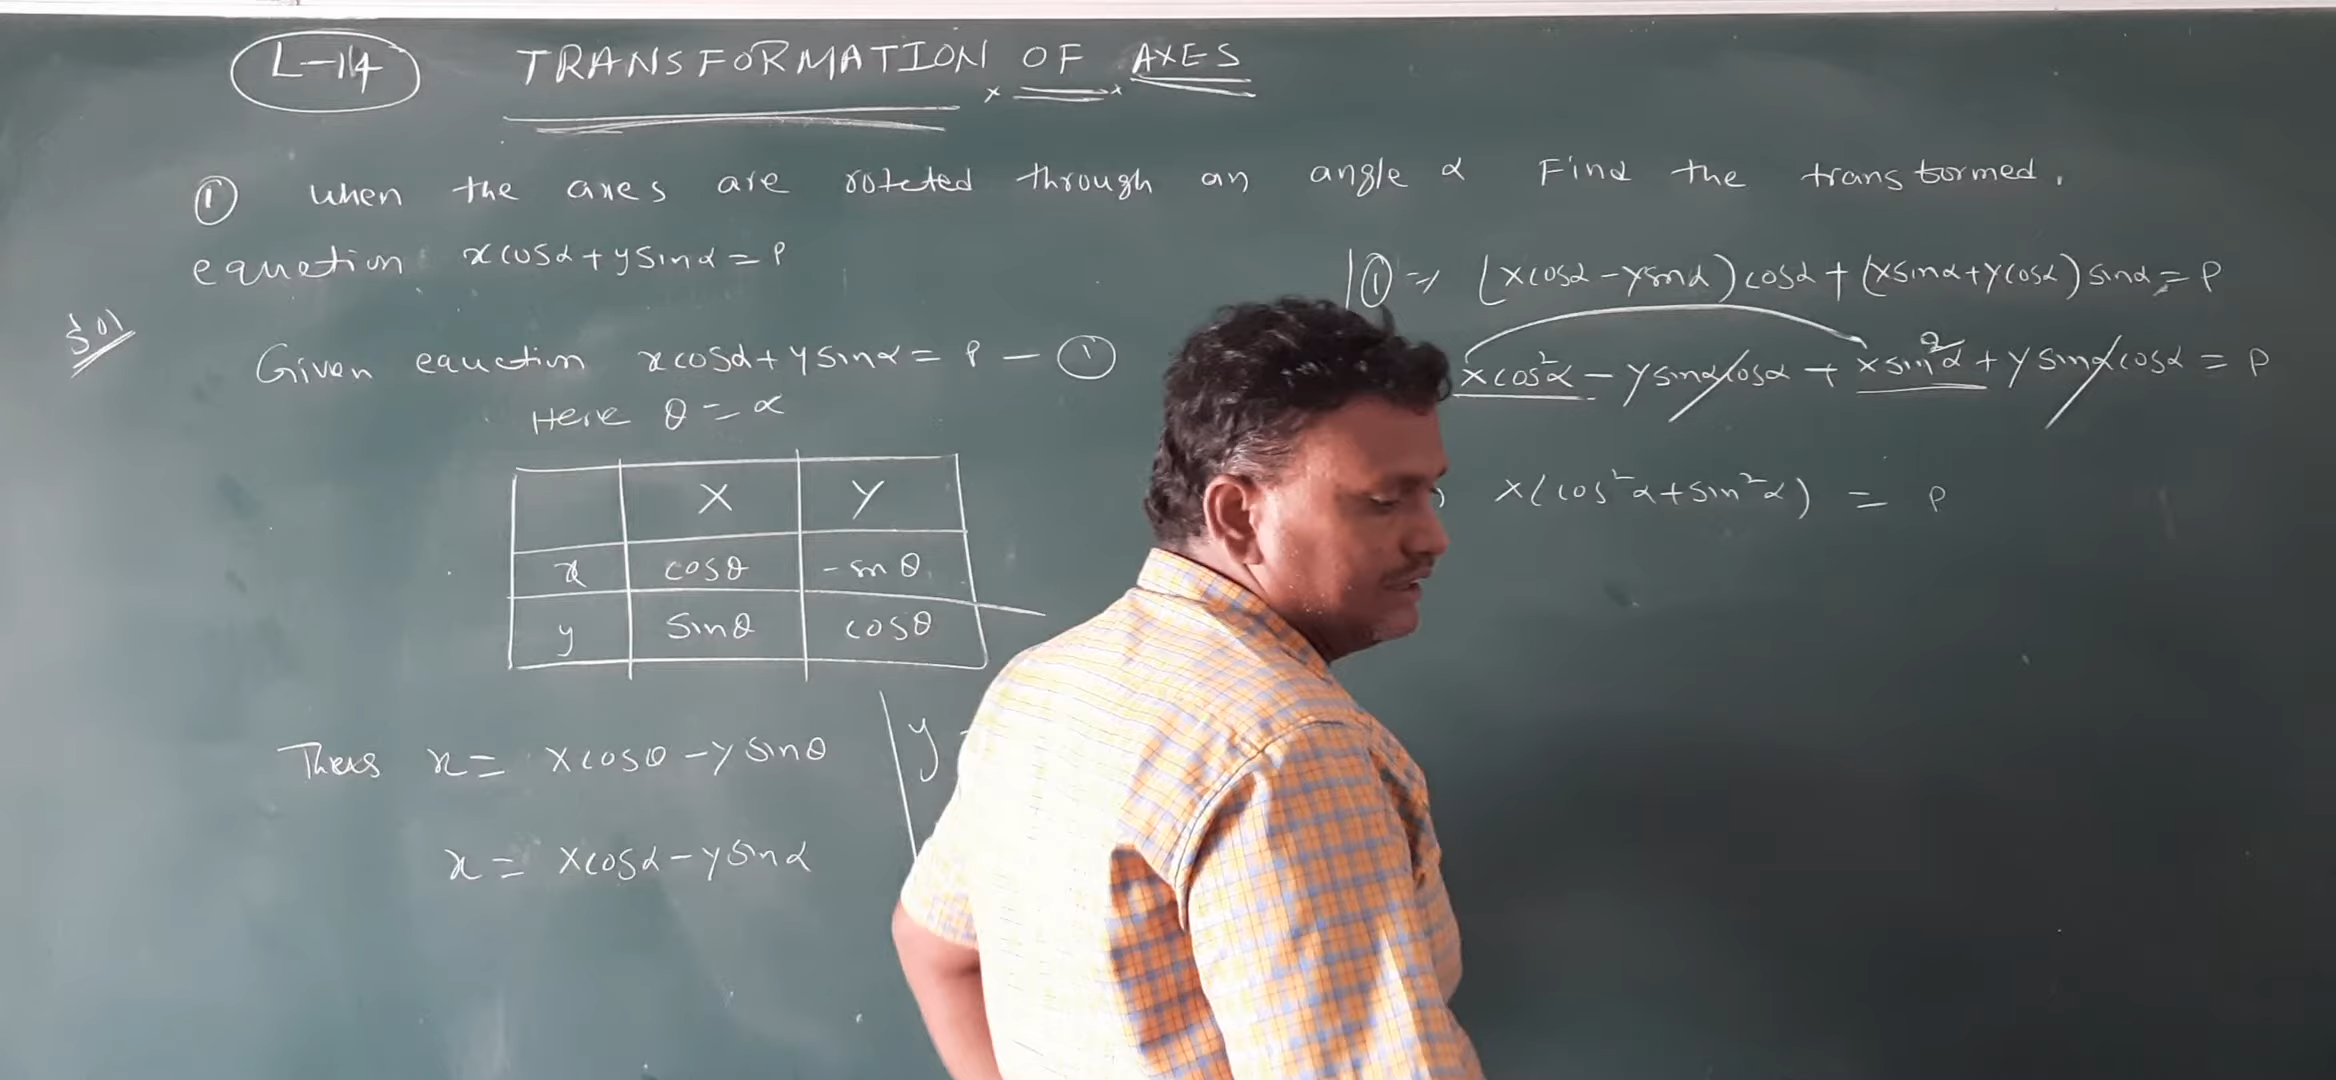 L-14 TRANSFORMATION OF AXES
① when the axes are rotated through an angle α Find the transformed.
equation x cosα + y sinα = P
Sol
Given equation x cosα + y sinα = P — ①
Here θ = α
X Y
x cosθ -sinθ
y sinθ cosθ
Thus x = X cosθ - Y sinθ
x = X cosα - Y sinα
y
① ⇒ (X cosα - Y sinα) cosα + (X sinα + Y cosα) sinα = P
X cos²α - Y sinα cosα + X sin²α + Y sinα cosα = P
X (cos²α + sin²α) = P